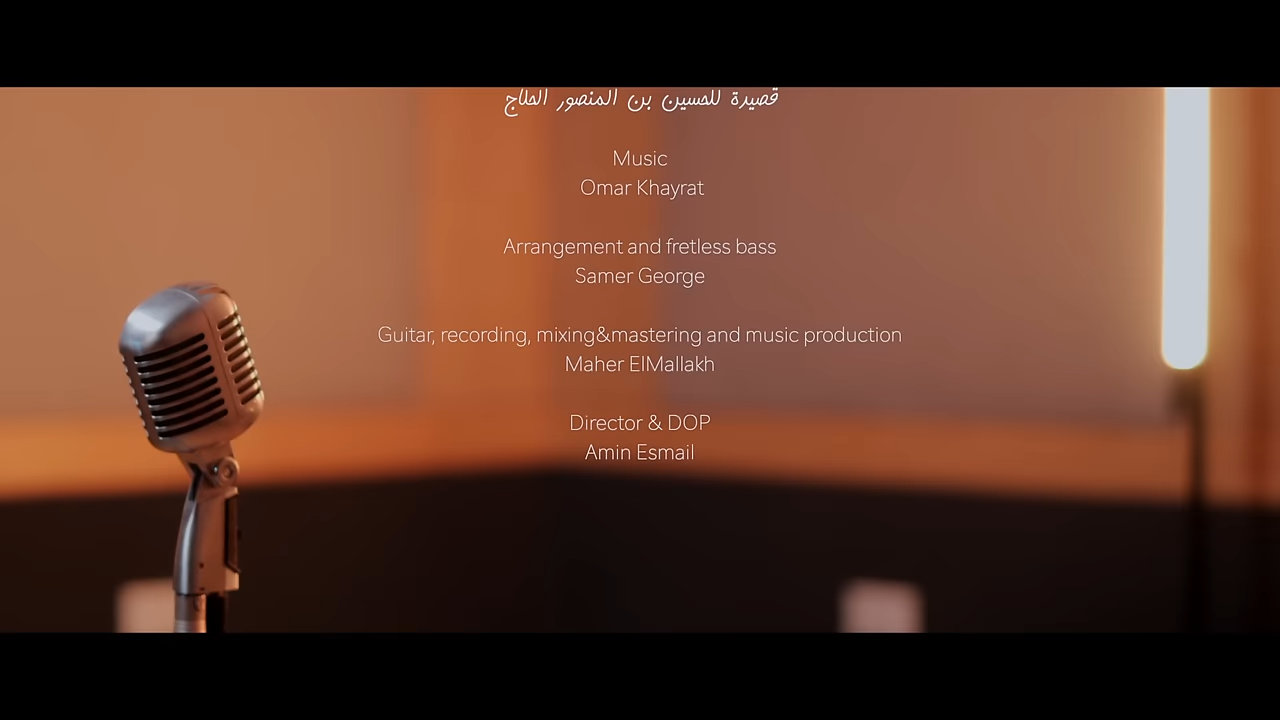 قصيدة للحسين بن المنصور الحلاج
Music
Omar Khayrat
Arrangement and fretless bass
Samer George
Guitar, recording, mixing&mastering and music production
Maher ElMallakh
Director & DOP
Amin Esmail